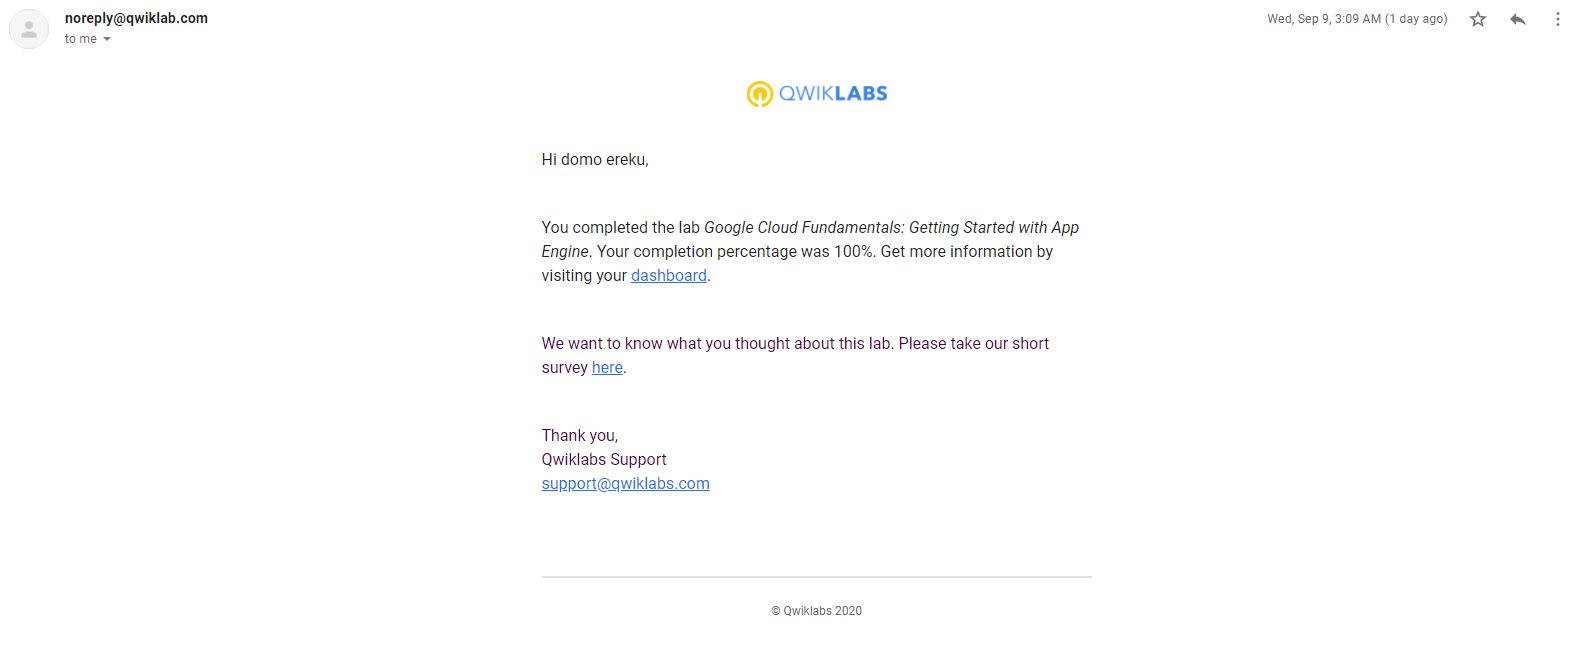 noreply@qwiklab.com
Wed, Sep 9, 3:09 AM (1 day ago)
to me
QWIKLABS
Hi domo ereku,
You completed the lab Google Cloud Fundamentals: Getting Started with App
Engine. Your completion percentage was 100%. Get more information by
visiting your dashboard.
We want to know what you thought about this lab. Please take our short
survey here.
Thank you,
Qwiklabs Support
support@qwiklabs.com
© Qwiklabs 2020